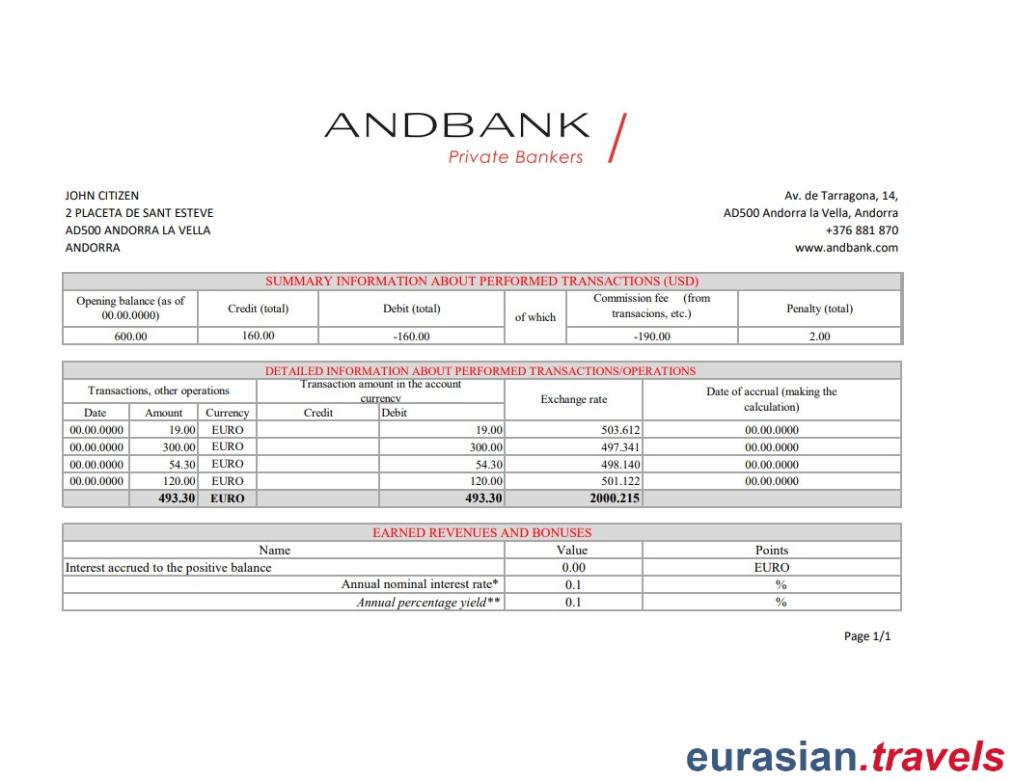 ANDBANK
Private Bankers
JOHN CITIZEN
2 PLACETA DE SANT ESTEVE
AD500 ANDORRA LA VELLA
ANDORRA
Av. de Tarragona, 14,
AD500 Andorra la Vella, Andorra
+376 881 870
www.andbank.com
SUMMARY INFORMATION ABOUT PERFORMED TRANSACTIONS (USD)
Opening balance (as of 00.00.0000) Credit (total) Debit (total) of which Commission fee (from transacions, etc.) Penalty (total)
600.00 160.00 -160.00 -190.00 2.00
DETAILED INFORMATION ABOUT PERFORMED TRANSACTIONS/OPERATIONS
Transactions, other operations Transaction amount in the account currency Exchange rate Date of accrual (making the calculation)
Date Amount Currency Credit Debit
00.00.0000 19.00 EURO 19.00 503.612 00.00.0000
00.00.0000 300.00 EURO 300.00 497.341 00.00.0000
00.00.0000 54.30 EURO 54.30 498.140 00.00.0000
00.00.0000 120.00 EURO 120.00 501.122 00.00.0000
493.30 EURO 493.30 2000.215
EARNED REVENUES AND BONUSES
Name Value Points
Interest accrued to the positive balance 0.00 EURO
Annual nominal interest rate* 0.1 %
Annual percentage yield** 0.1 %
Page 1/1
eurasian.travels